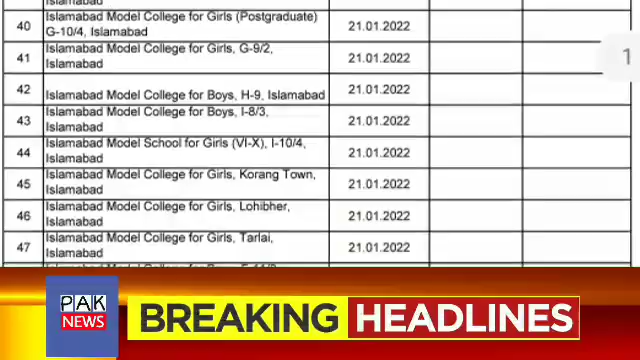 Islamabad
40 Islamabad Model College for Girls (Postgraduate) 21.01.2022
G-10/4, Islamabad
41 Islamabad Model College for Girls, G-9/2, 21.01.2022
Islamabad
1
42 Islamabad Model College for Boys, H-9, Islamabad 21.01.2022
43 Islamabad Model College for Boys, I-8/3, 21.01.2022
Islamabad
44 Islamabad Model School for Girls (VI-X), I-10/4, 21.01.2022
Islamabad
45 Islamabad Model College for Girls, Korang Town, 21.01.2022
Islamabad
46 Islamabad Model College for Girls, Lohibher, 21.01.2022
Islamabad
47 Islamabad Model College for Girls, Tarlai, 21.01.2022
Islamabad
PAK
NEWS
BREAKING HEADLINES